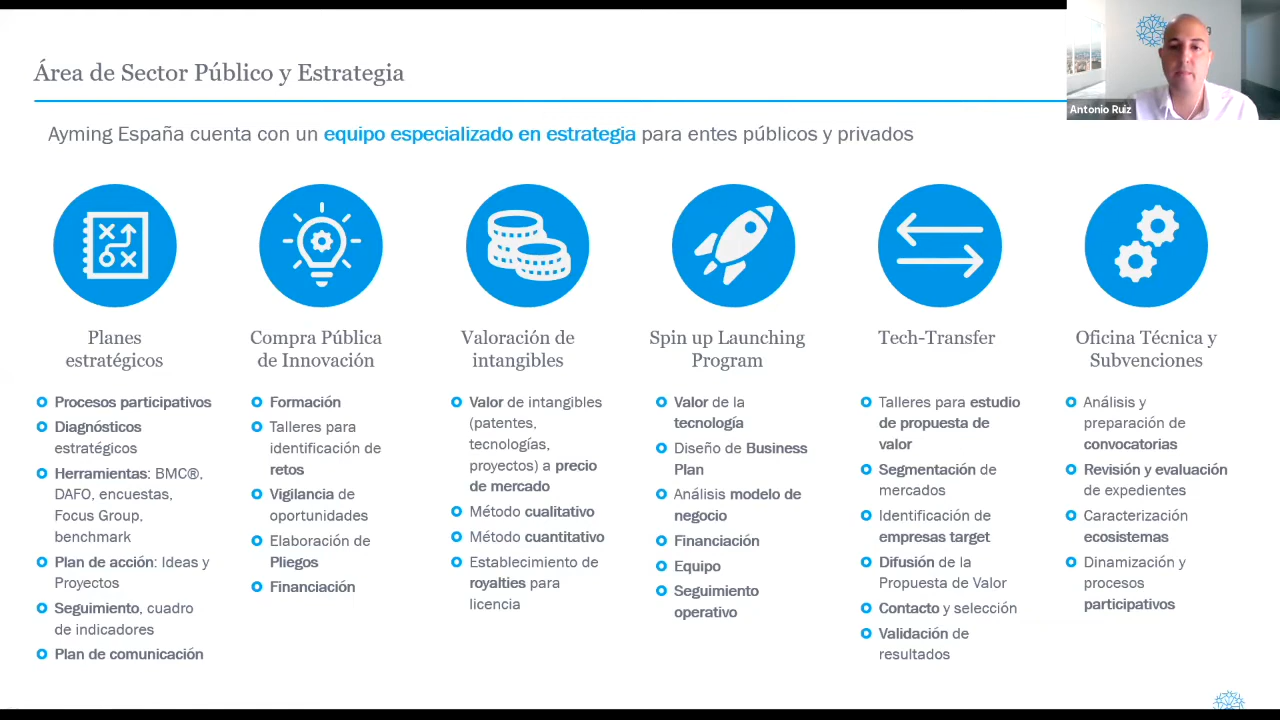 Área de Sector Público y Estrategia
Antonio Ruiz
Ayming España cuenta con un equipo especializado en estrategia para entes públicos y privados
Planes
estratégicos
Procesos participativos
Diagnósticos
estratégicos
Herramientas: BMC®,
DAFO, encuestas,
Focus Group,
benchmark
Plan de acción: Ideas y
Proyectos
Seguimiento, cuadro
de indicadores
Plan de comunicación
Compra Pública
de Innovación
Formación
Talleres para
identificación de
retos
Vigilancia de
oportunidades
Elaboración de
Pliegos
Financiación
Valoración de
intangibles
Valor de intangibles
(patentes,
tecnologías,
proyectos) a precio
de mercado
Método cualitativo
Método cuantitativo
Establecimiento de
royalties para
licencia
Spin up Launching
Program
Valor de la
tecnología
Diseño de Business
Plan
Análisis modelo de
negocio
Financiación
Equipo
Seguimiento
operativo
Tech-Transfer
Talleres para estudio
de propuesta de
valor
Segmentación de
mercados
Identificación de
empresas target
Difusión de la
Propuesta de Valor
Contacto y selección
Validación de
resultados
Oficina Técnica y
Subvenciones
Análisis y
preparación de
convocatorias
Revisión y evaluación
de expedientes
Caracterización
ecosistemas
Dinamización y
procesos
participativos